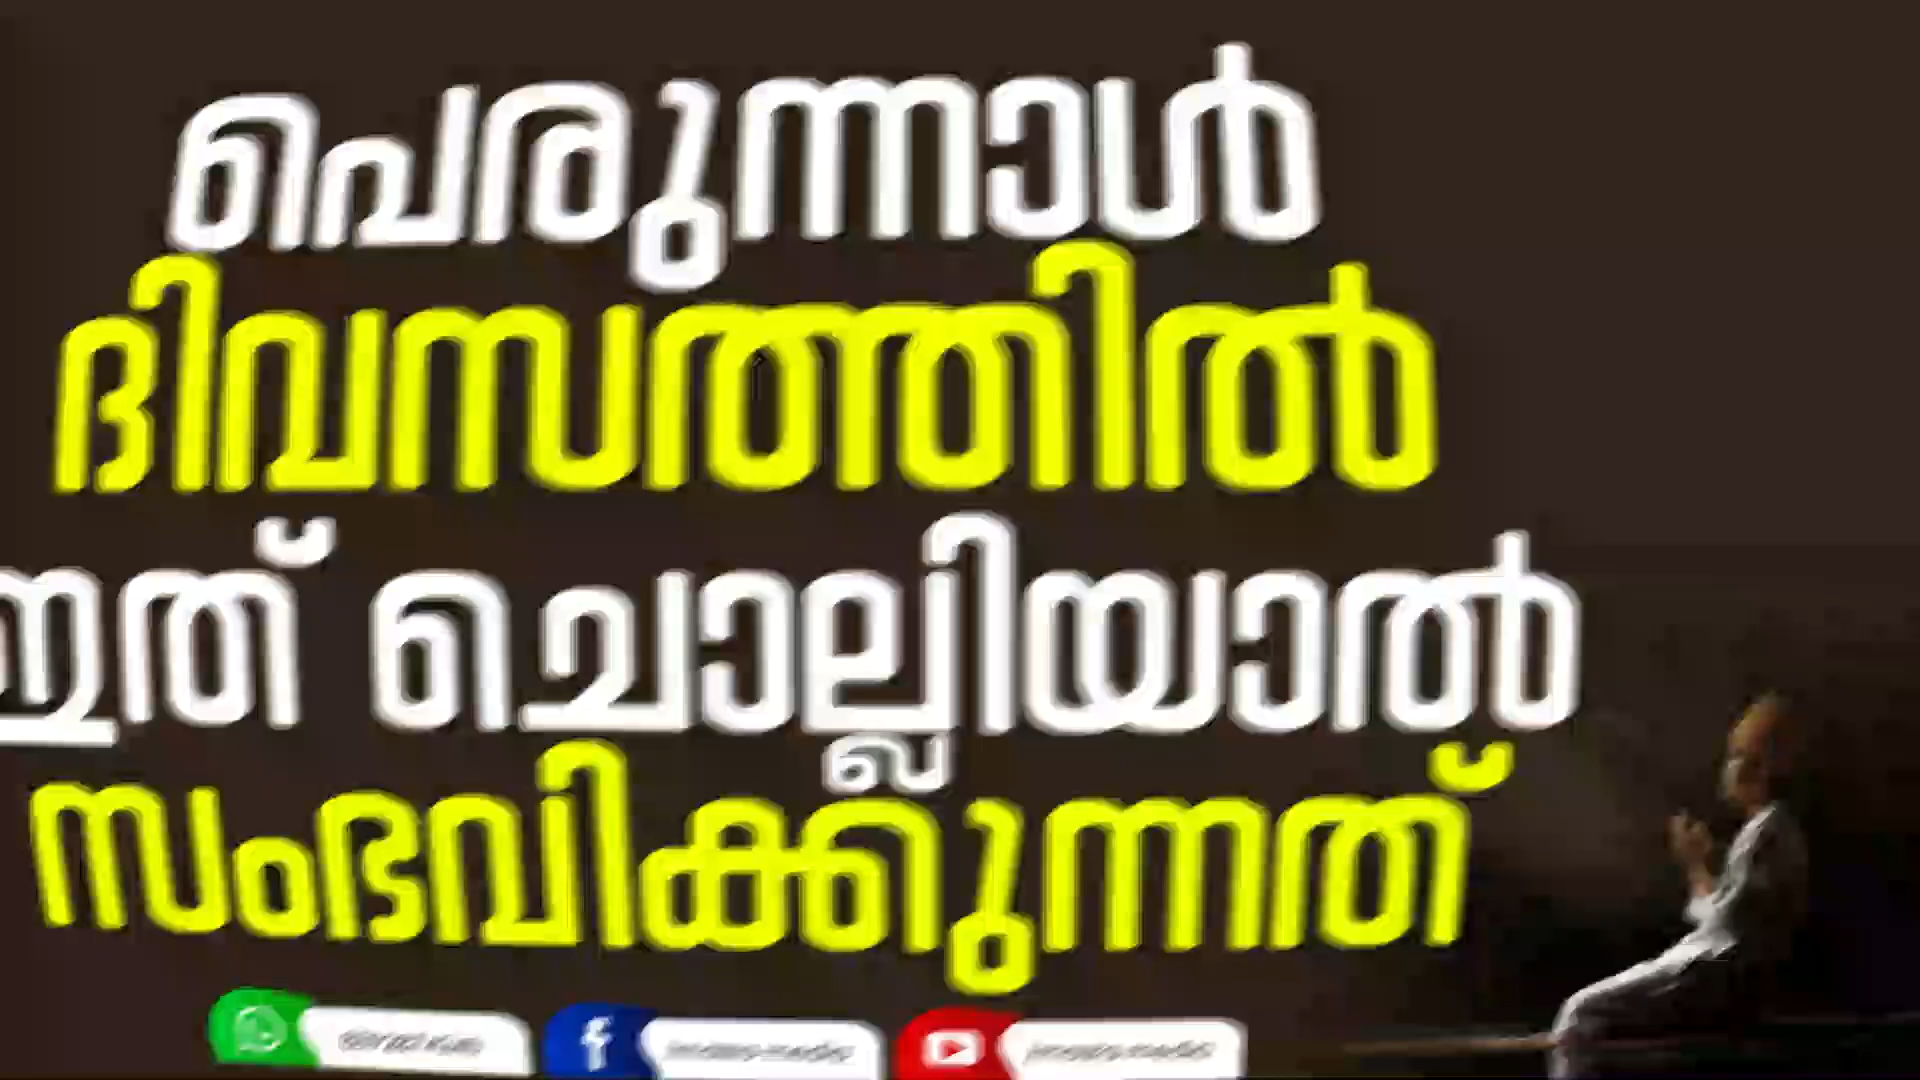 പെരുന്നാൾ
ദിവസത്തിൽ
ഇത് ചൊല്ലിയാൽ
സംഭവിക്കുന്നത്